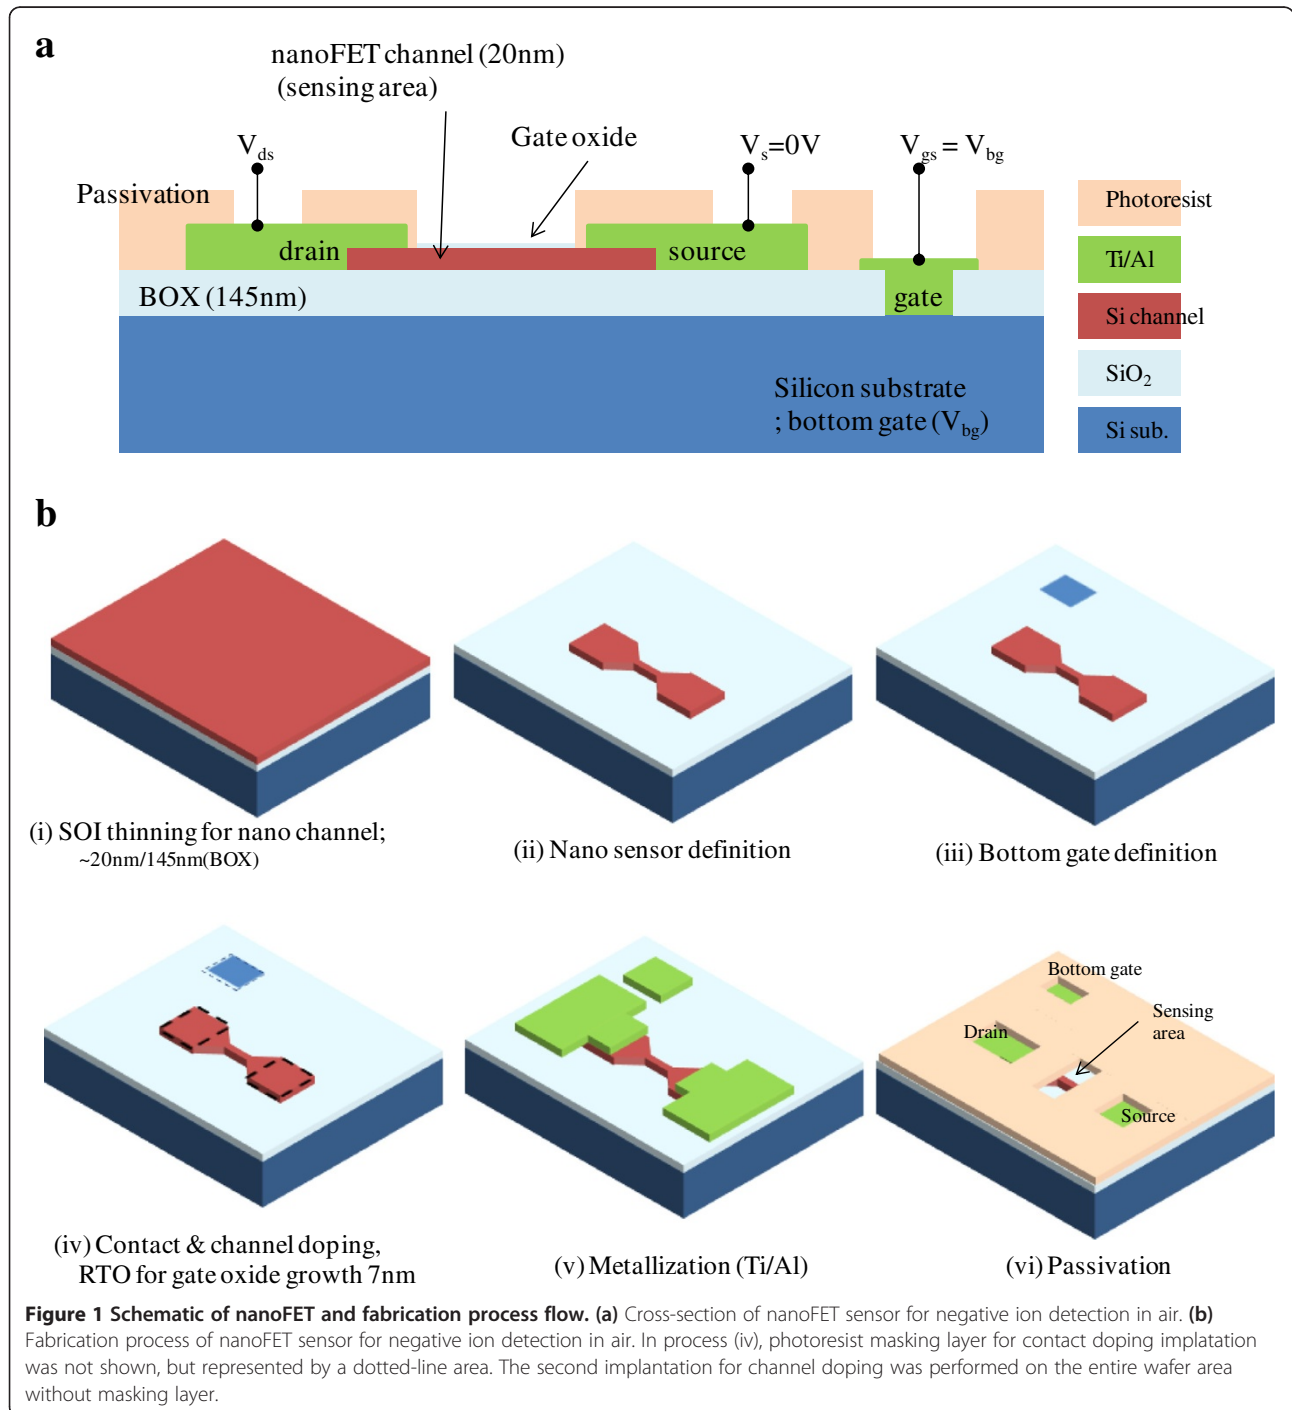 a
nanoFET channel (20nm)
(sensing area)
Gate oxide
Vds
Vs=0V
Vgs = Vbg
Passivation
drain
source
BOX (145nm)
gate
Silicon substrate
; bottom gate (Vbg)
Photoresist
Ti/Al
Si channel
SiO2
Si sub.
b
(i) SOI thinning for nano channel;
~20nm/145nm(BOX)
(ii) Nano sensor definition
(iii) Bottom gate definition
(iv) Contact & channel doping,
RTO for gate oxide growth 7nm
(v) Metallization (Ti/Al)
Bottom gate
Sensing
area
Drain
Source
(vi) Passivation
Figure 1 Schematic of nanoFET and fabrication process flow. (a) Cross-section of nanoFET sensor for negative ion detection in air. (b)
Fabrication process of nanoFET sensor for negative ion detection in air. In process (iv), photoresist masking layer for contact doping implatation
was not shown, but represented by a dotted-line area. The second implantation for channel doping was performed on the entire wafer area
without masking layer.